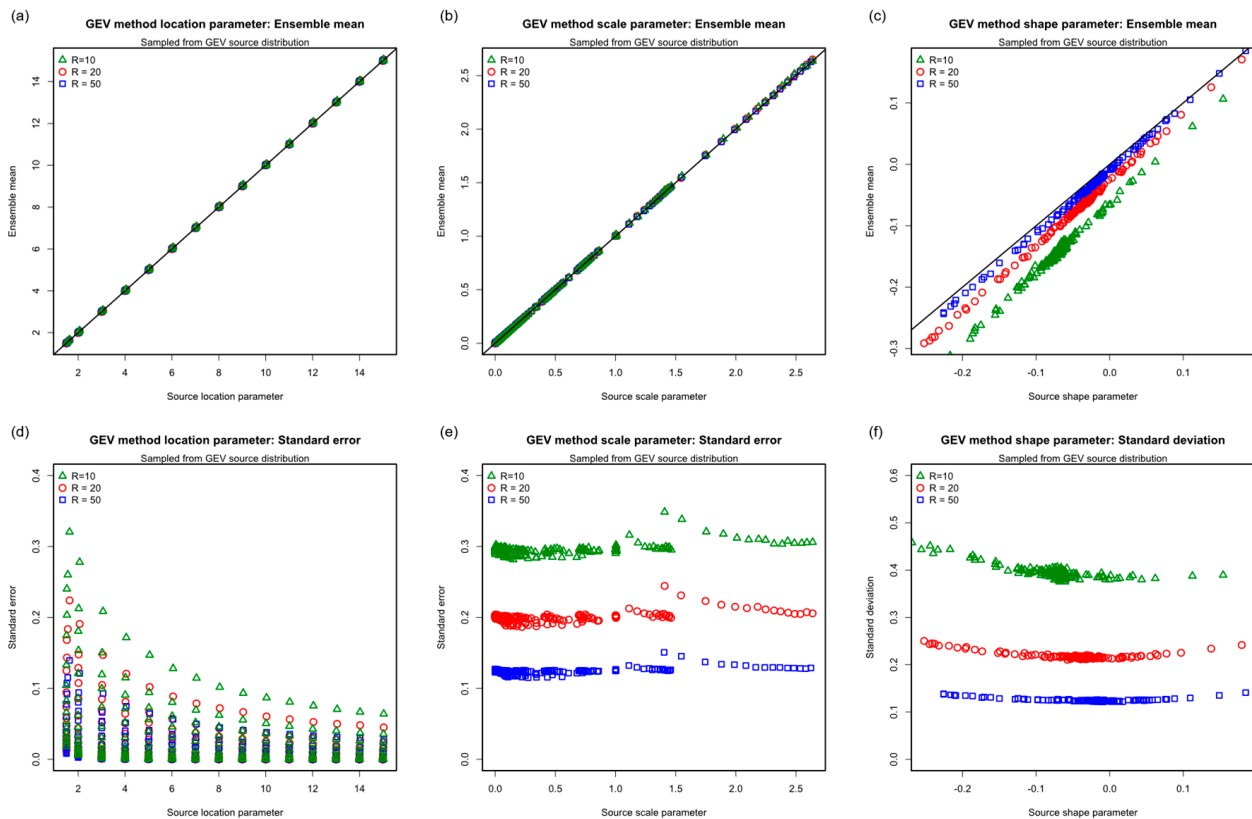 (a)
GEV method location parameter: Ensemble mean
Sampled from GEV source distribution
R=10
R = 20
R = 50
Ensemble mean
14
12
10
8
6
4
2
2 4 6 8 10 12 14
Source location parameter
(b)
GEV method scale parameter: Ensemble mean
Sampled from GEV source distribution
R=10
R = 20
R = 50
Ensemble mean
2.5
2.0
1.5
1.0
0.5
0.0
0.0 0.5 1.0 1.5 2.0 2.5
Source scale parameter
(c)
GEV method shape parameter: Ensemble mean
Sampled from GEV source distribution
R=10
R = 20
R = 50
Ensemble mean
0.1
0.0
-0.1
-0.2
-0.3
-0.2 -0.1 0.0 0.1
Source shape parameter
(d)
GEV method location parameter: Standard error
Sampled from GEV source distribution
R=10
R = 20
R = 50
Standard error
0.4
0.3
0.2
0.1
0.0
2 4 6 8 10 12 14
Source location parameter
(e)
GEV method scale parameter: Standard error
Sampled from GEV source distribution
R=10
R = 20
R = 50
Standard error
0.4
0.3
0.2
0.1
0.0
0.0 0.5 1.0 1.5 2.0 2.5
Source scale parameter
(f)
GEV method shape parameter: Standard deviation
Sampled from GEV source distribution
R=10
R = 20
R = 50
Standard deviation
0.6
0.5
0.4
0.3
0.2
0.1
0.0
-0.2 -0.1 0.0 0.1
Source shape parameter